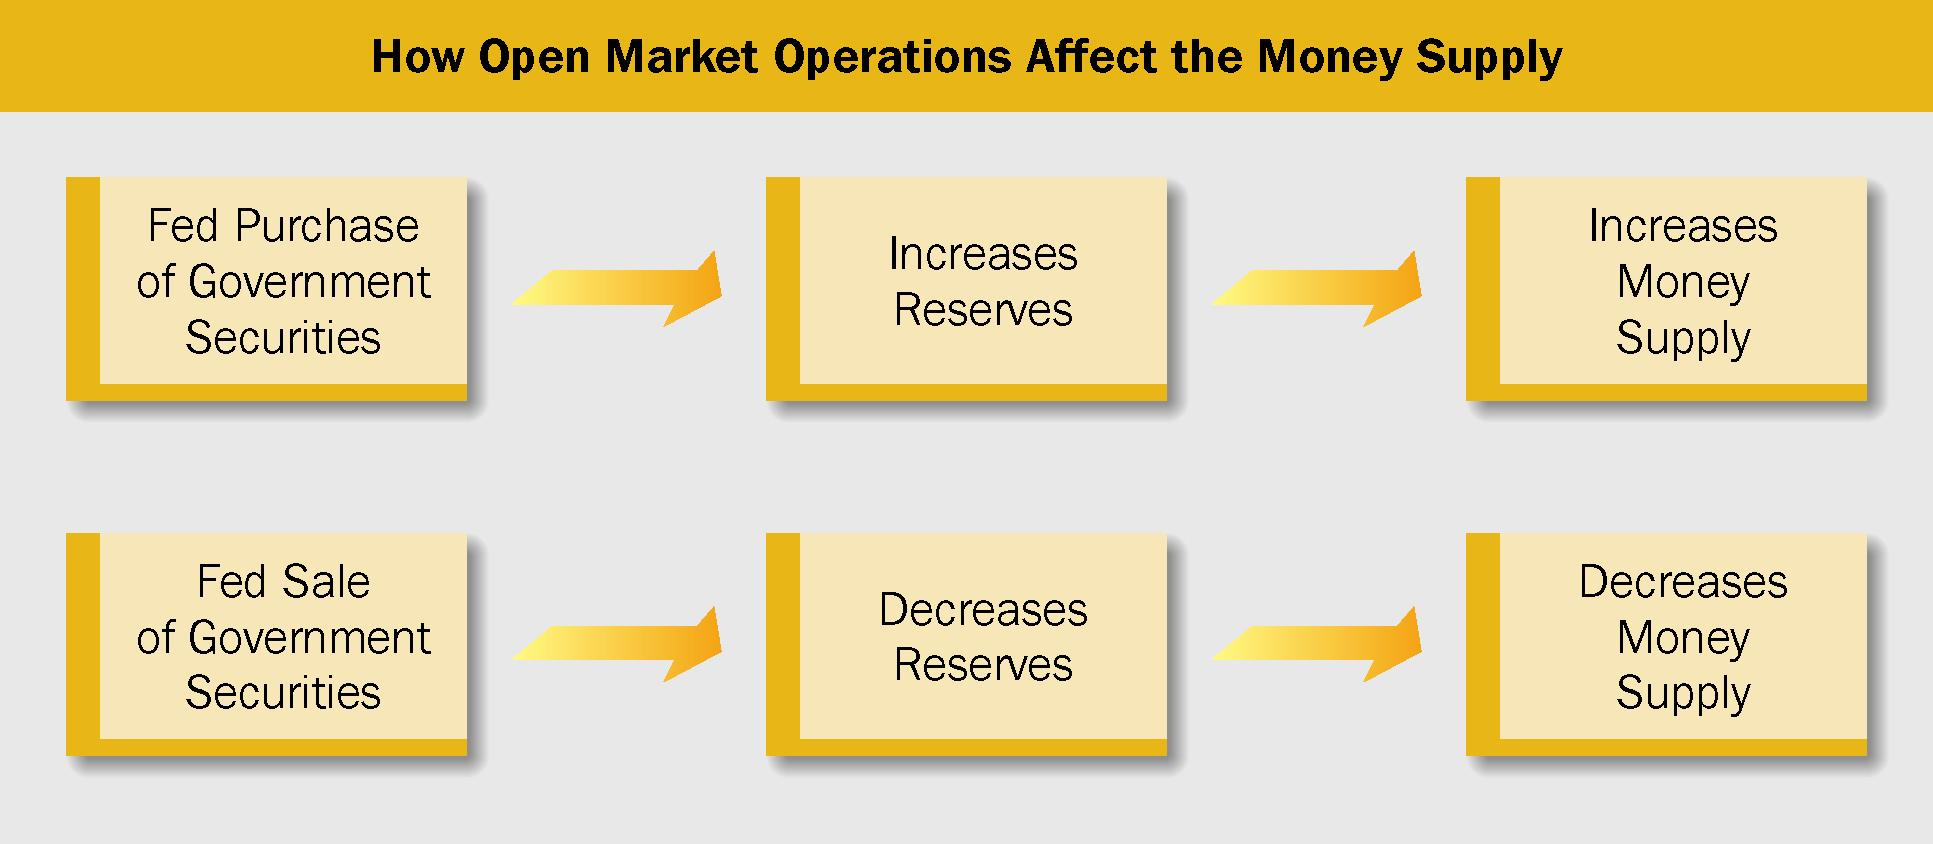 How Open Market Operations Affect the Money Supply
Fed Purchase
of Government
Securities
Increases
Reserves
Increases
Money
Supply
Fed Sale
of Government
Securities
Decreases
Reserves
Decreases
Money
Supply